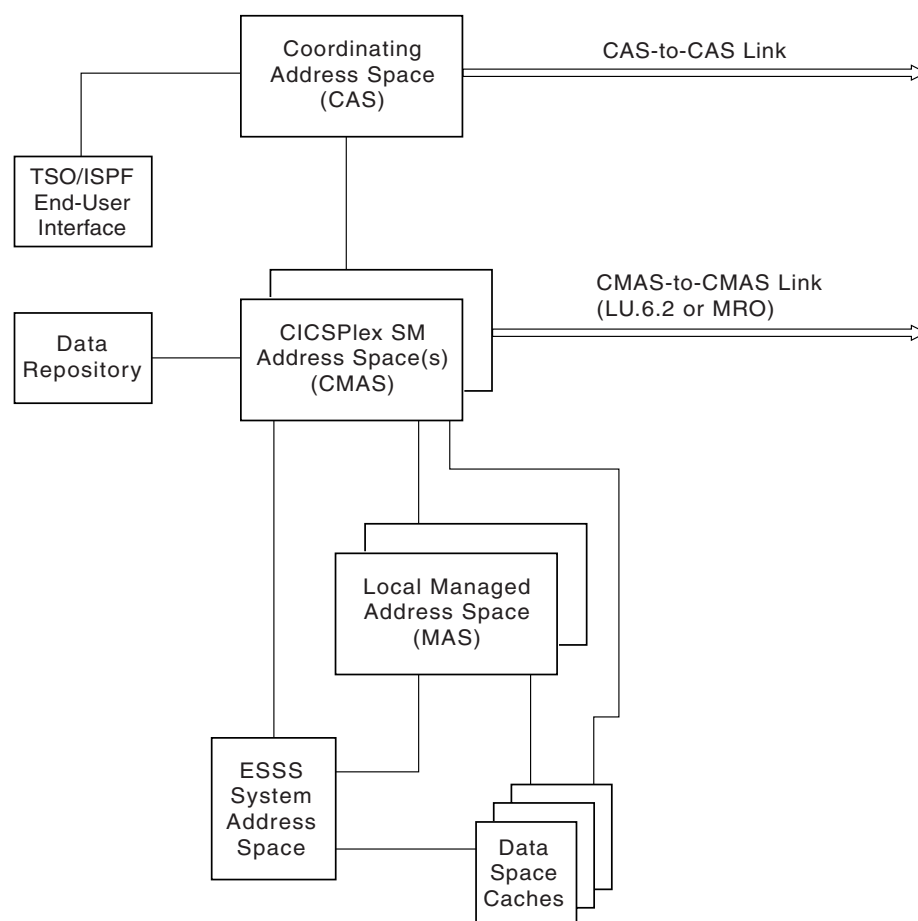 Coordinating
Address Space
(CAS)
CAS-to-CAS Link
TSO/ISPF
End-User
Interface
CMAS-to-CMAS Link
(LU.6.2 or MRO)
Data
Repository
CICSPlex SM
Address Space(s)
(CMAS)
Local Managed
Address Space
(MAS)
ESSS
System
Address
Space
Data
Space
Caches